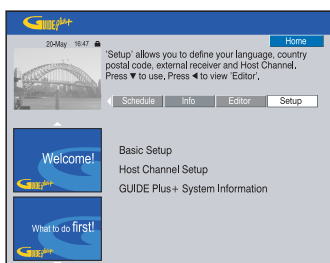 GUIDE plus+
20-May 16:47
Home
'Setup' allows you to define your language, country
postal code, external receiver and Host Channel.
Press ▼ to use. Press ◀ to view 'Editor'.
Schedule Info Editor Setup
Welcome!
GUIDE plus+
Basic Setup
Host Channel Setup
GUIDE Plus+ System Information
What to do first!
GUIDE plus+